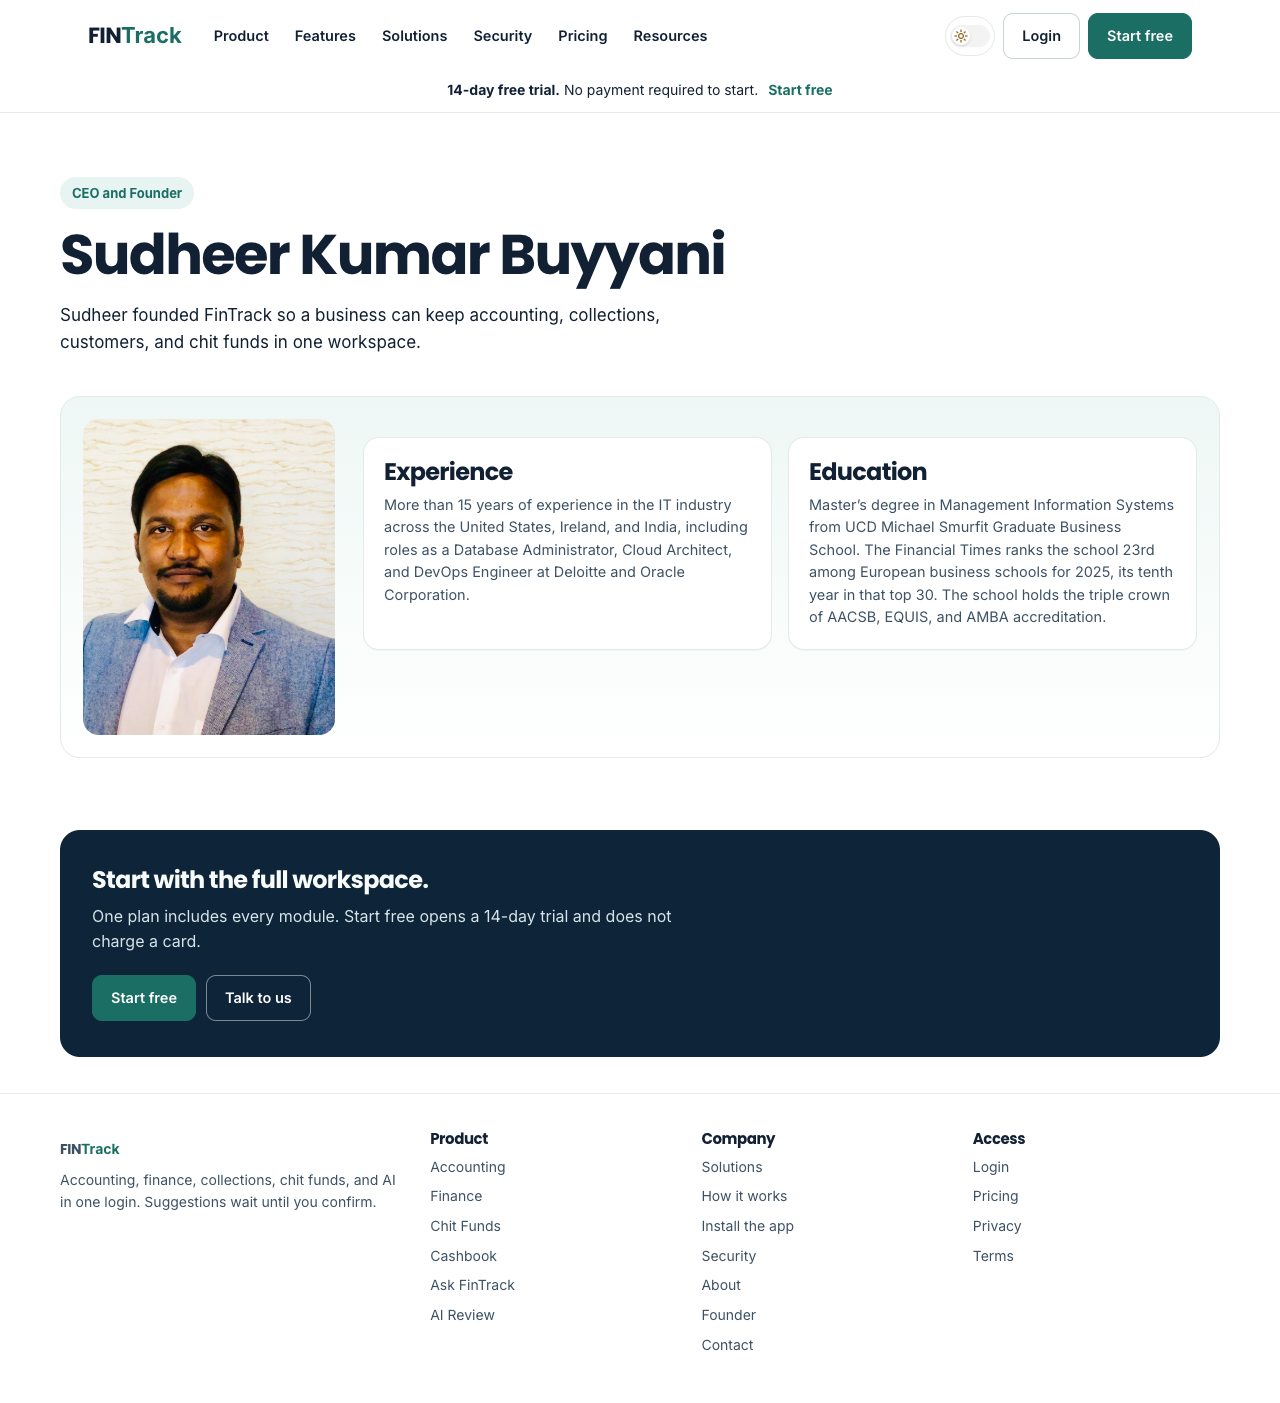 FINTrack
Product
Features
Solutions
Security
Pricing
Resources
Login
Start free
14-day free trial. No payment required to start. Start free
CEO and Founder
Sudheer Kumar Buyyani
Sudheer founded FinTrack so a business can keep accounting, collections,
customers, and chit funds in one workspace.
Experience
More than 15 years of experience in the IT industry
across the United States, Ireland, and India, including
roles as a Database Administrator, Cloud Architect,
and DevOps Engineer at Deloitte and Oracle
Corporation.
Education
Master’s degree in Management Information Systems
from UCD Michael Smurfit Graduate Business
School. The Financial Times ranks the school 23rd
among European business schools for 2025, its tenth
year in that top 30. The school holds the triple crown
of AACSB, EQUIS, and AMBA accreditation.
Start with the full workspace.
One plan includes every module. Start free opens a 14-day trial and does not
charge a card.
Start free
Talk to us
FINTrack
Accounting, finance, collections, chit funds, and AI
in one login. Suggestions wait until you confirm.
Product
Accounting
Finance
Chit Funds
Cashbook
Ask FinTrack
AI Review
Company
Solutions
How it works
Install the app
Security
About
Founder
Contact
Access
Login
Pricing
Privacy
Terms